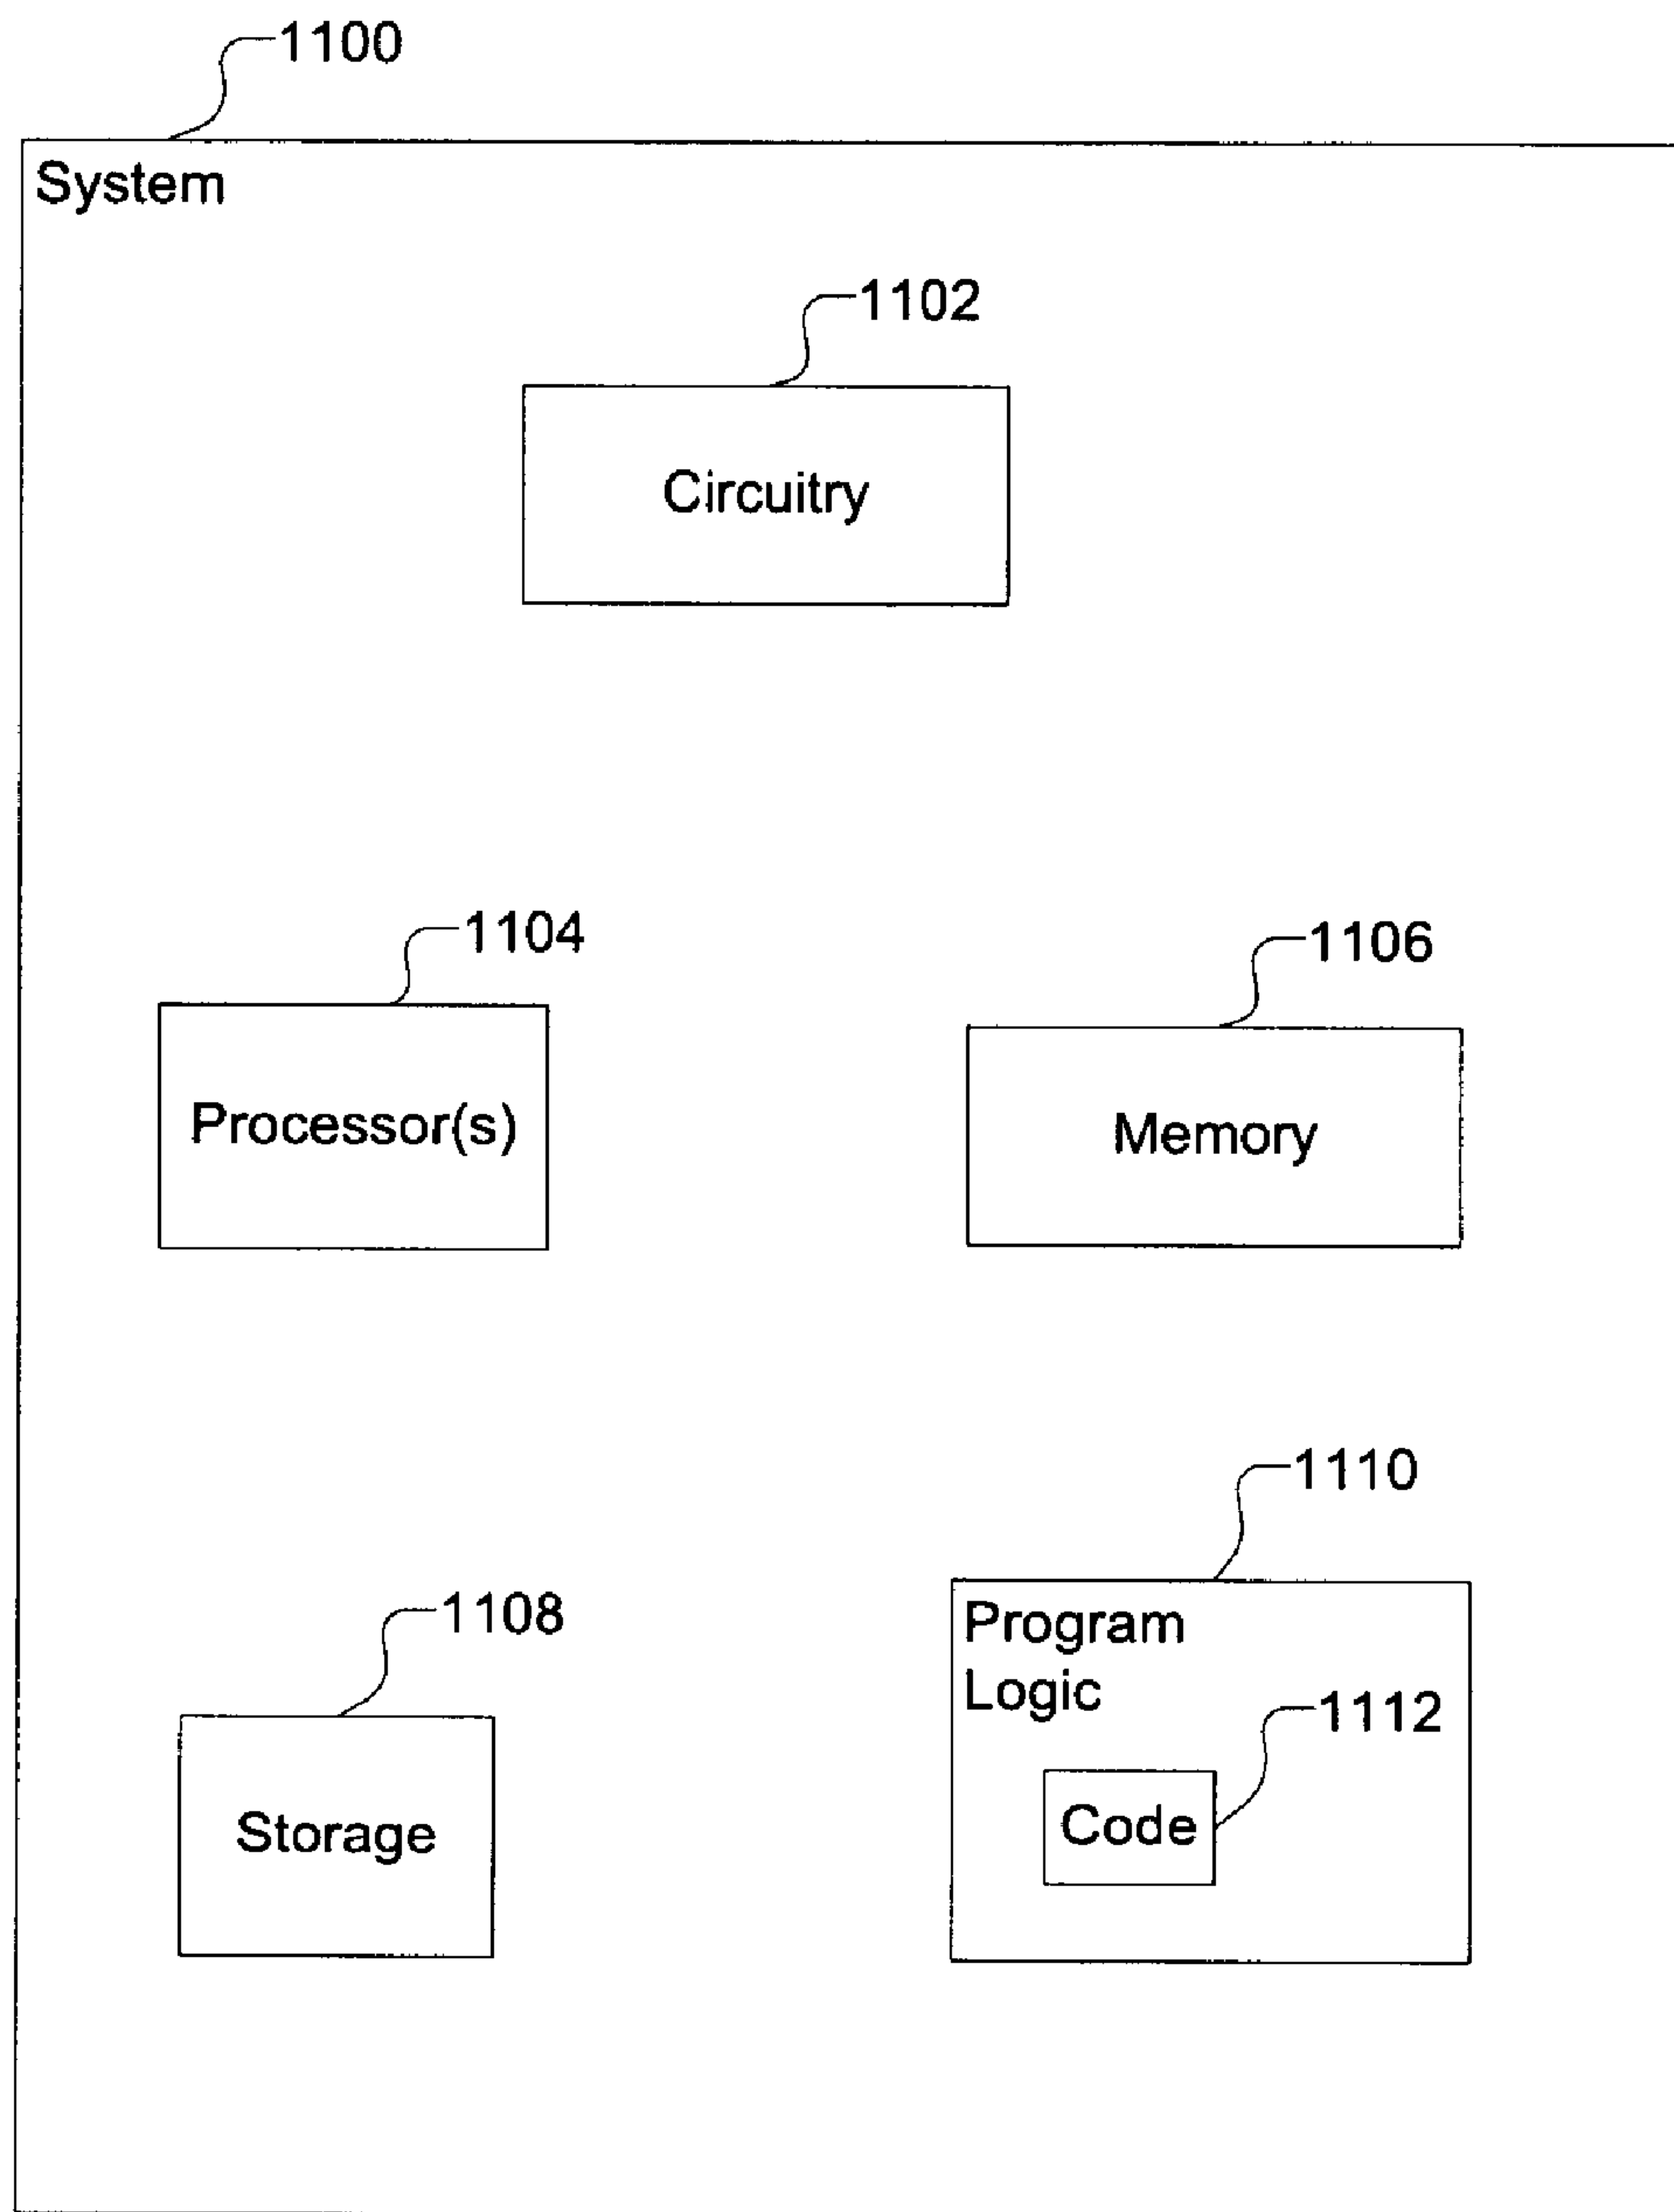 1100
System
1102
Circuitry
1104
1106
Processor(s)
Memory
1110
1108
Program
Logic
1112
Storage
Code